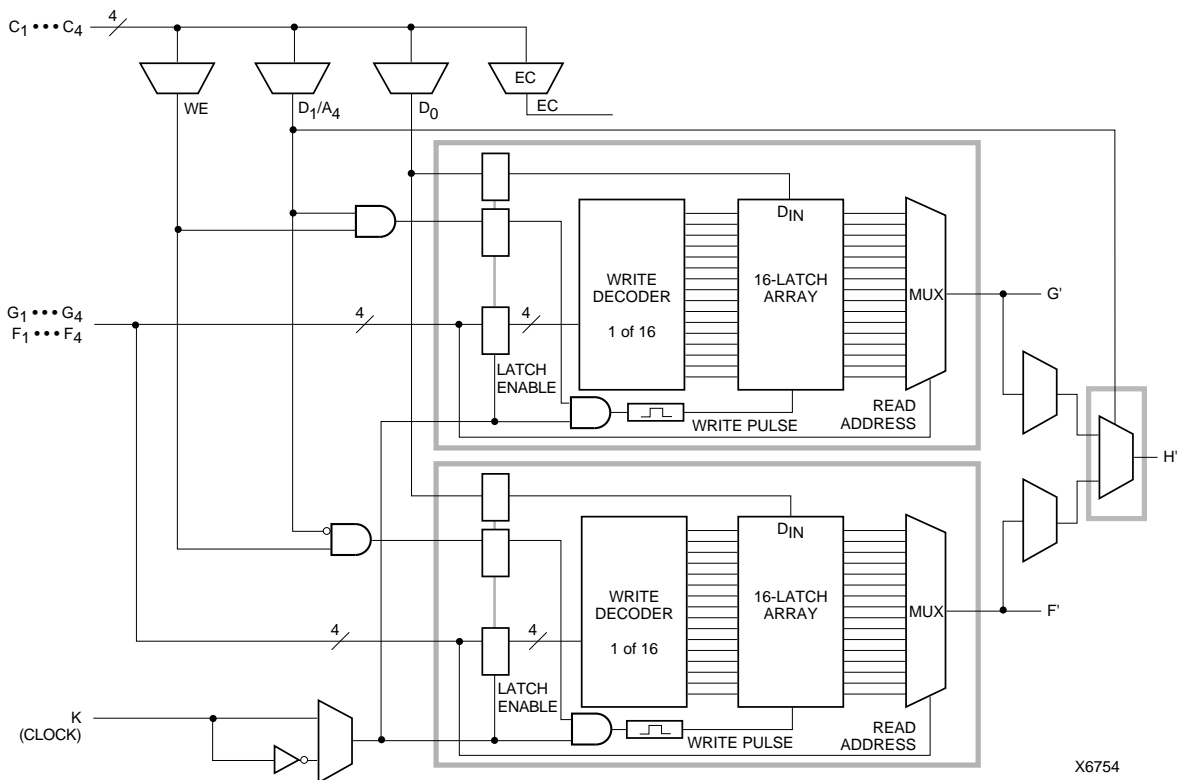 C1 ••• C4
4
EC
WE
D1/A4
D0
EC
DIN
WRITE
DECODER
1 of 16
16-LATCH
ARRAY
MUX
G'
G1 ••• G4
F1 ••• F4
4
4
LATCH
ENABLE
WRITE PULSE
READ
ADDRESS
H'
DIN
WRITE
DECODER
1 of 16
16-LATCH
ARRAY
MUX
F'
4
4
LATCH
ENABLE
WRITE PULSE
READ
ADDRESS
K
(CLOCK)
X6754